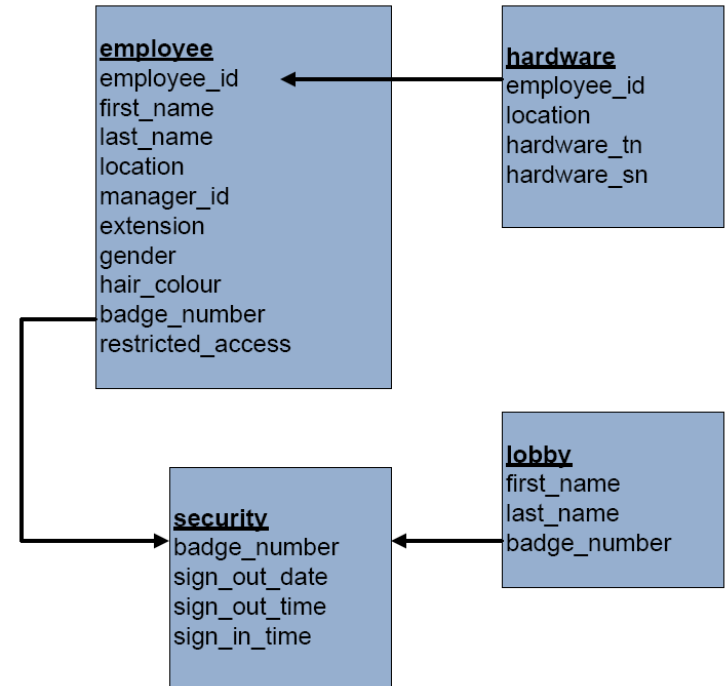 employee
employee_id
first_name
last_name
location
manager_id
extension
gender
hair_colour
badge_number
restricted_access
hardware
employee_id
location
hardware_tn
hardware_sn
security
badge_number
sign_out_date
sign_out_time
sign_in_time
lobby
first_name
last_name
badge_number